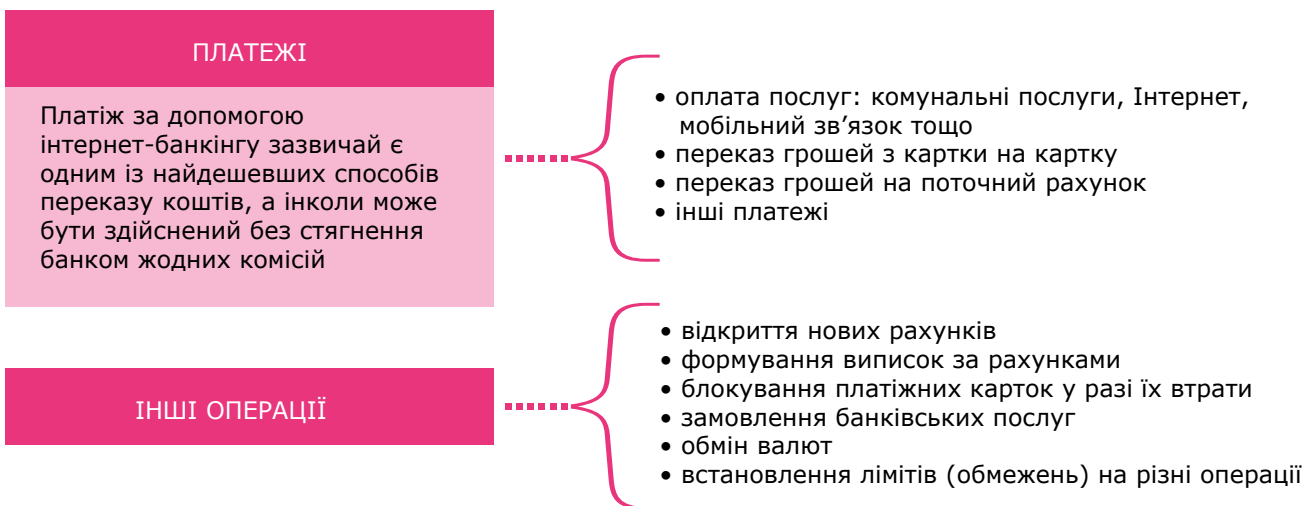 ПЛАТЕЖІ
Платіж за допомогою
інтернет-банкінгу зазвичай є
одним із найдешевших способів
переказу коштів, а інколи може
бути здійснений без стягнення
банком жодних комісій
• оплата послуг: комунальні послуги, Інтернет,
мобільний зв’язок тощо
• переказ грошей з картки на картку
• переказ грошей на поточний рахунок
• інші платежі
ІНШІ ОПЕРАЦІЇ
• відкриття нових рахунків
• формування виписок за рахунками
• блокування платіжних карток у разі їх втрати
• замовлення банківських послуг
• обмін валют
• встановлення лімітів (обмежень) на різні операції